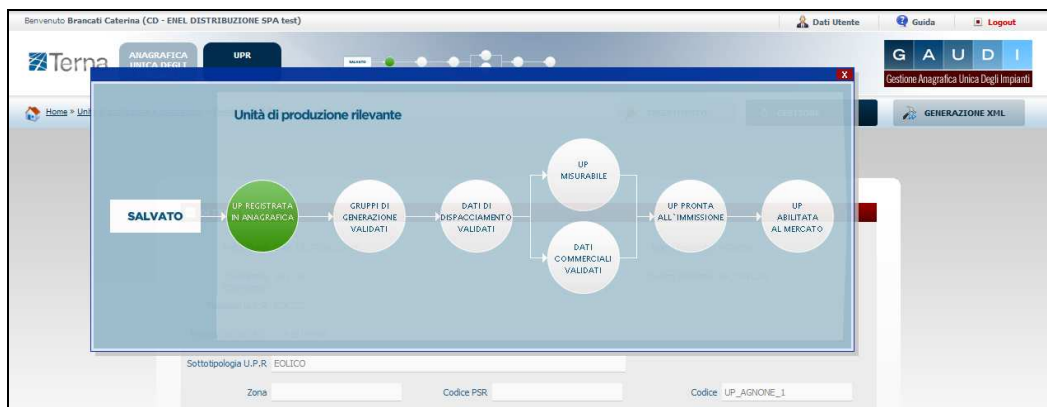 Benvenuto Brancati Caterina (CD - ENEL DISTRIBUZIONE SPA test)
Dati Utente
Guida
Logout
Terna
ANAGRAFICA
UNICA DEGLI
UPR
SALVATO
G A U D I
Gestione Anagrafica Unica Degli Impianti
X
Home » Uni
GENERAZIONE XML
Unità di produzione rilevante
SALVATO
UP REGISTRATA
IN ANAGRAFICA
GRUPPI DI
GENERAZIONE
VALIDATI
DATI DI
DISPACCIAMENTO
VALIDATI
UP
MISURABILE
DATI
COMMERCIALI
VALIDATI
UP PRONTA
ALL`IMMISSIONE
UP
ABILITATA
AL MERCATO
Sottotipologia U.P.R EOLICO
Zona
Codice PSR
Codice UP_AGNONE_1